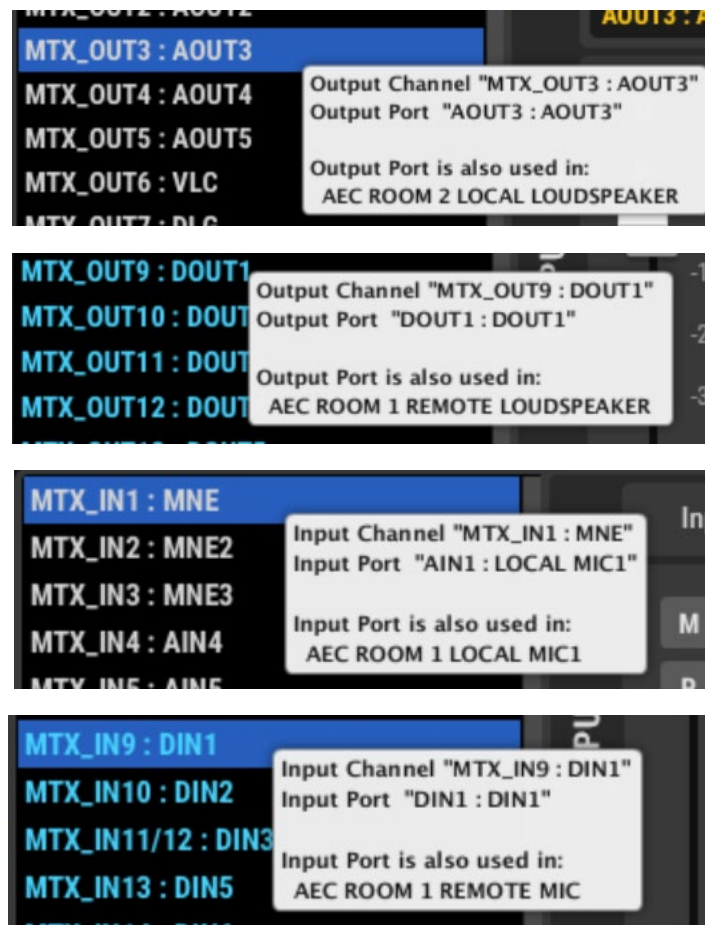 AOUT3 : A
MTX_OUT3 : AOUT3
MTX_OUT4 : AOUT4
MTX_OUT5 : AOUT5
MTX_OUT6 : VLC
Output Channel "MTX_OUT3 : AOUT3"
Output Port "AOUT3 : AOUT3"
Output Port is also used in:
AEC ROOM 2 LOCAL LOUDSPEAKER
MTX_OUT9 : DOUT1
MTX_OUT10 : DOUT
MTX_OUT11 : DOUT
MTX_OUT12 : DOUT
Output Channel "MTX_OUT9 : DOUT1"
Output Port "DOUT1 : DOUT1"
Output Port is also used in:
AEC ROOM 1 REMOTE LOUDSPEAKER
MTX_IN1 : MNE
MTX_IN2 : MNE2
MTX_IN3 : MNE3
MTX_IN4 : AIN4
Input Channel "MTX_IN1 : MNE"
Input Port "AIN1 : LOCAL MIC1"
Input Port is also used in:
AEC ROOM 1 LOCAL MIC1
In
M
MTX_IN9 : DIN1
MTX_IN10 : DIN2
MTX_IN11/12 : DIN3
MTX_IN13 : DIN5
Input Channel "MTX_IN9 : DIN1"
Input Port "DIN1 : DIN1"
Input Port is also used in:
AEC ROOM 1 REMOTE MIC